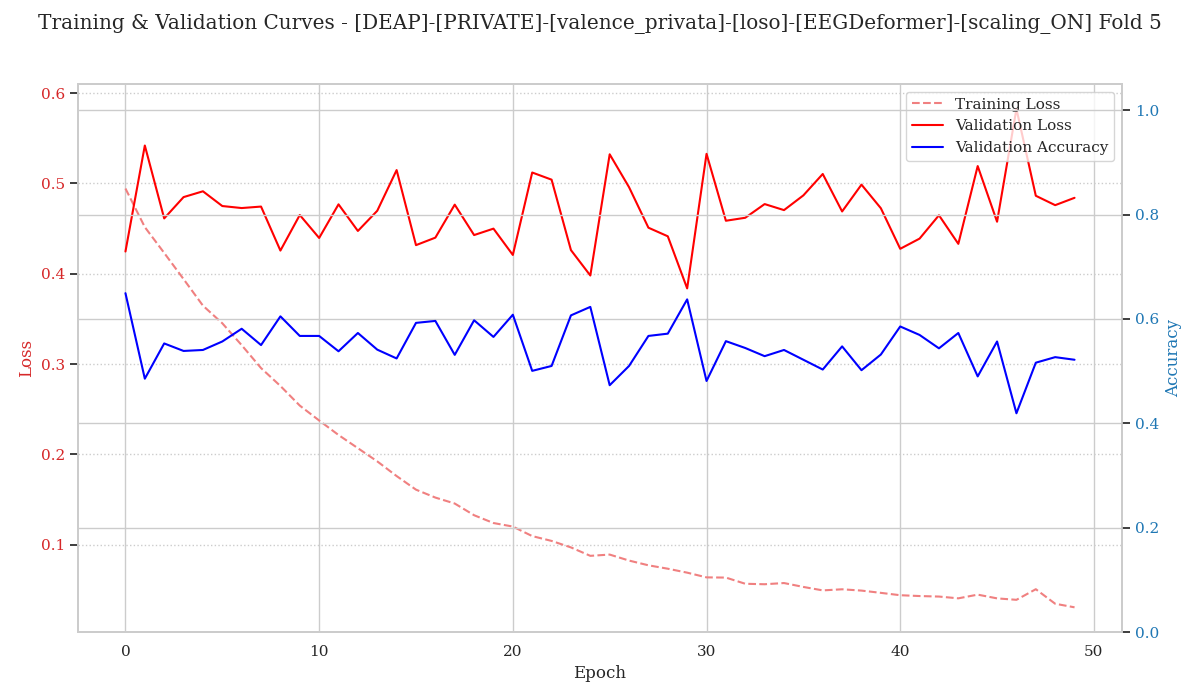 Training & Validation Curves - [DEAP]-[PRIVATE]-[valence_privata]-[loso]-[EEGDeformer]-[scaling_ON] Fold 5
Training Loss
Validation Loss
Validation Accuracy
0.6
0.5
0.4
0.3
0.2
0.1
Loss
1.0
0.8
0.6
0.4
0.2
0.0
Accuracy
0
10
20
30
40
50
Epoch